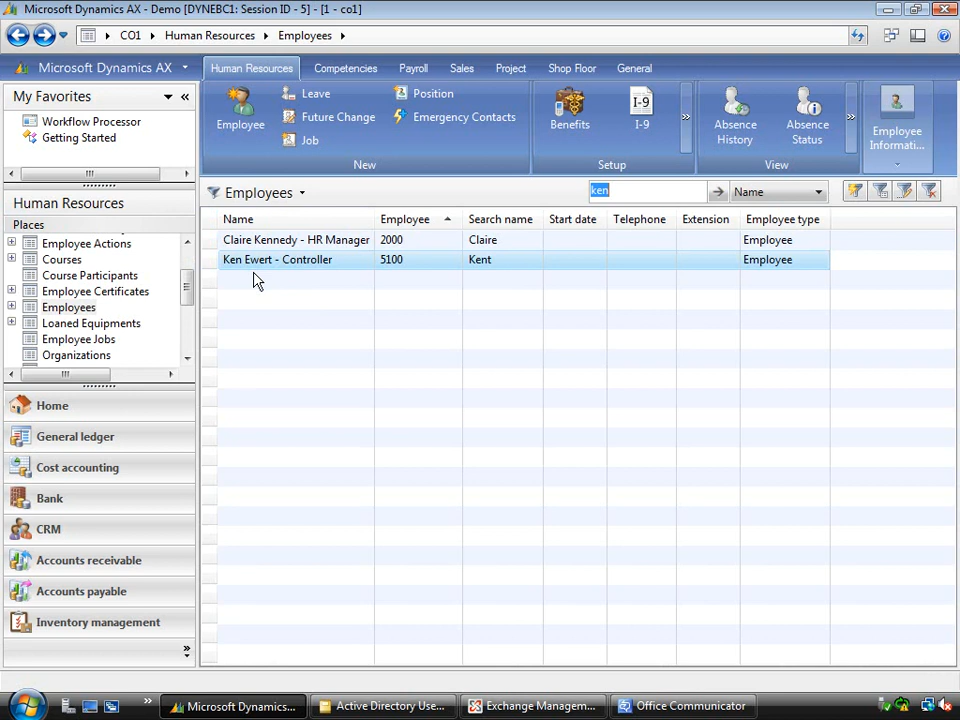 Microsoft Dynamics AX - Demo [DYNEBC1: Session ID - 5] - [1 - co1]
CO1 Human Resources Employees
Microsoft Dynamics AX
Human Resources Competencies Payroll Sales Project Shop Floor General
My Favorites
Workflow Processor
Getting Started
Employee
Leave
Future Change
Job
Position
Emergency Contacts
New
Benefits
I-9
I-9
Setup
Absence
History
Absence
Status
View
Employee
Informati...
Human Resources
Places
Employee Actions
Courses
Course Participants
Employee Certificates
Employees
Loaned Equipments
Employee Jobs
Organizations
Home
General ledger
Cost accounting
Bank
CRM
Accounts receivable
Accounts payable
Inventory management
Employees
ken
Name
Name Employee Search name Start date Telephone Extension Employee type
Claire Kennedy - HR Manager 2000 Claire Employee
Ken Ewert - Controller 5100 Kent Employee
Microsoft Dynamics... Active Directory Use... Exchange Managem... Office Communicator